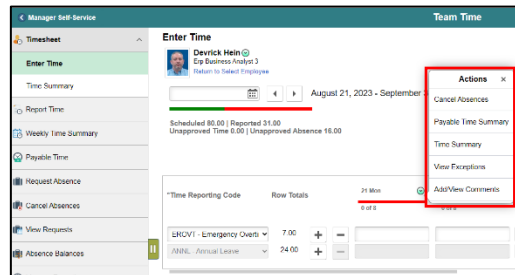 Manager Self-Service
Team Time
Timesheet
Enter Time
Time Summary
Report Time
Weekly Time Summary
Payable Time
Request Absence
Cancel Absences
View Requests
Absence Balances
Enter Time
Devrick Hein
Erp Business Analyst 3
Return to Select Employee
August 21, 2023 - September
Scheduled 80.00 | Reported 31.00
Unapproved Time 0.00 | Unapproved Absence 16.00
Actions ×
Cancel Absences
Payable Time Summary
Time Summary
View Exceptions
Add/View Comments
*Time Reporting Code Row Totals 21 Mon
0 of 8
EROVT - Emergency Overti 7.00 + −
ANNL - Annual Leave 24.00 + −